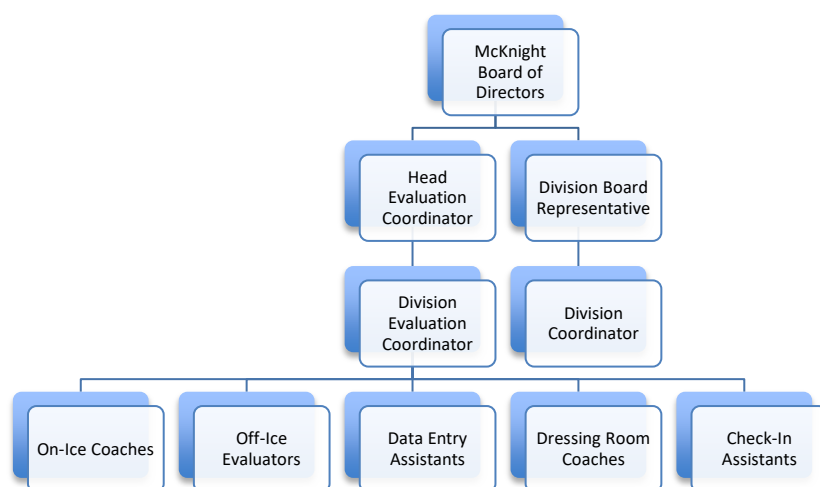 McKnight
Board of
Directors
Head
Evaluation
Coordinator
Division Board
Representative
Division
Evaluation
Coordinator
Division
Coordinator
On-Ice Coaches
Off-Ice
Evaluators
Data Entry
Assistants
Dressing Room
Coaches
Check-In
Assistants